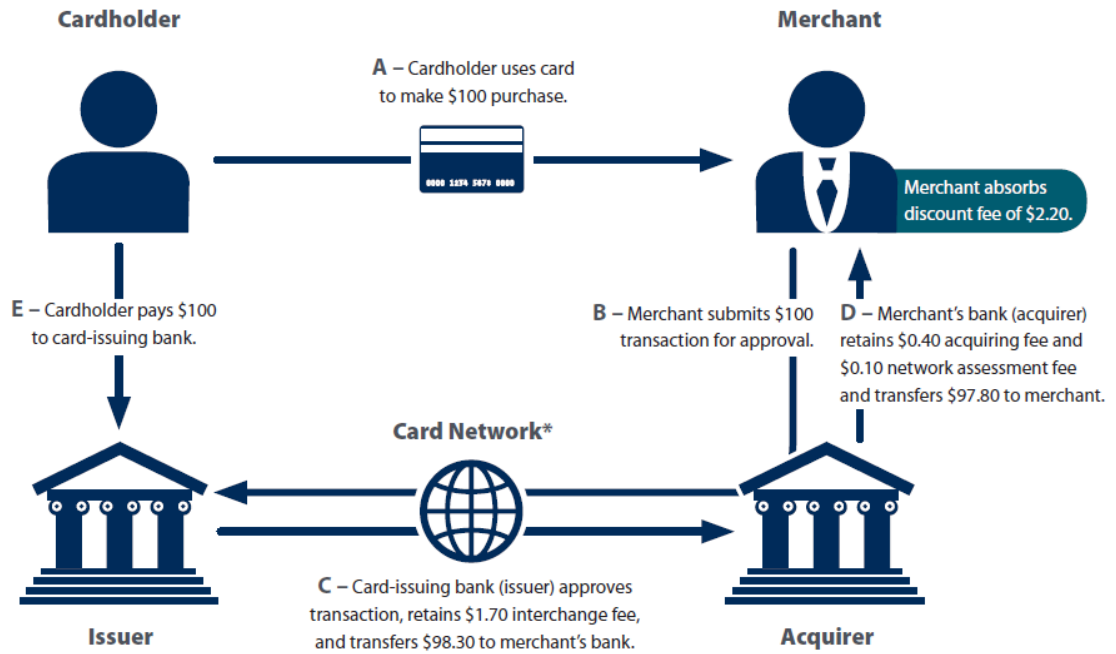 Cardholder
Merchant
A – Cardholder uses card
to make $100 purchase.
0000 1234 5678 0000
Merchant absorbs
discount fee of $2.20.
E – Cardholder pays $100
to card-issuing bank.
B – Merchant submits $100
transaction for approval.
D – Merchant’s bank (acquirer)
retains $0.40 acquiring fee and
$0.10 network assessment fee
and transfers $97.80 to merchant.
Card Network*
C – Card-issuing bank (issuer) approves
transaction, retains $1.70 interchange fee,
and transfers $98.30 to merchant’s bank.
Issuer
Acquirer